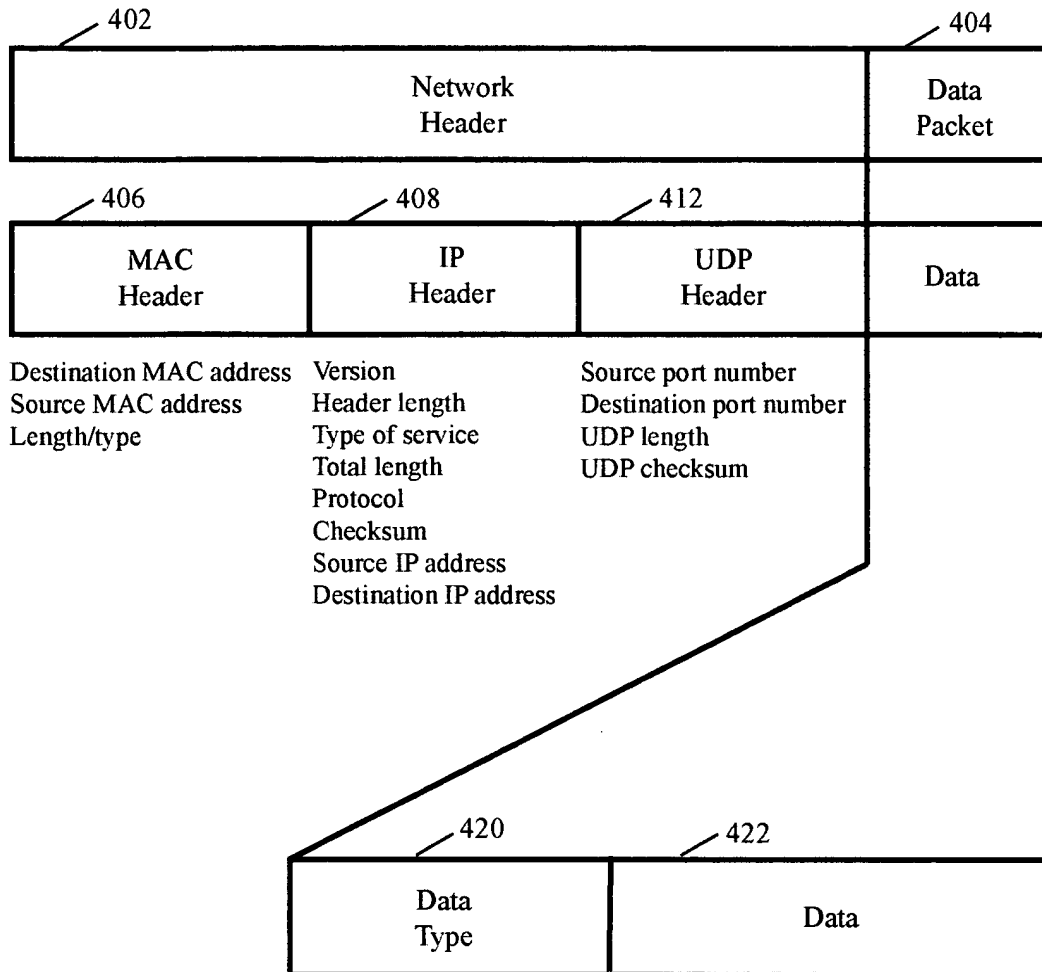 402
404
Network
Header
Data
Packet
406
408
412
MAC
Header
IP
Header
UDP
Header
Data
Destination MAC address
Source MAC address
Length/type
Version
Header length
Type of service
Total length
Protocol
Checksum
Source IP address
Destination IP address
Source port number
Destination port number
UDP length
UDP checksum
420
422
Data
Type
Data